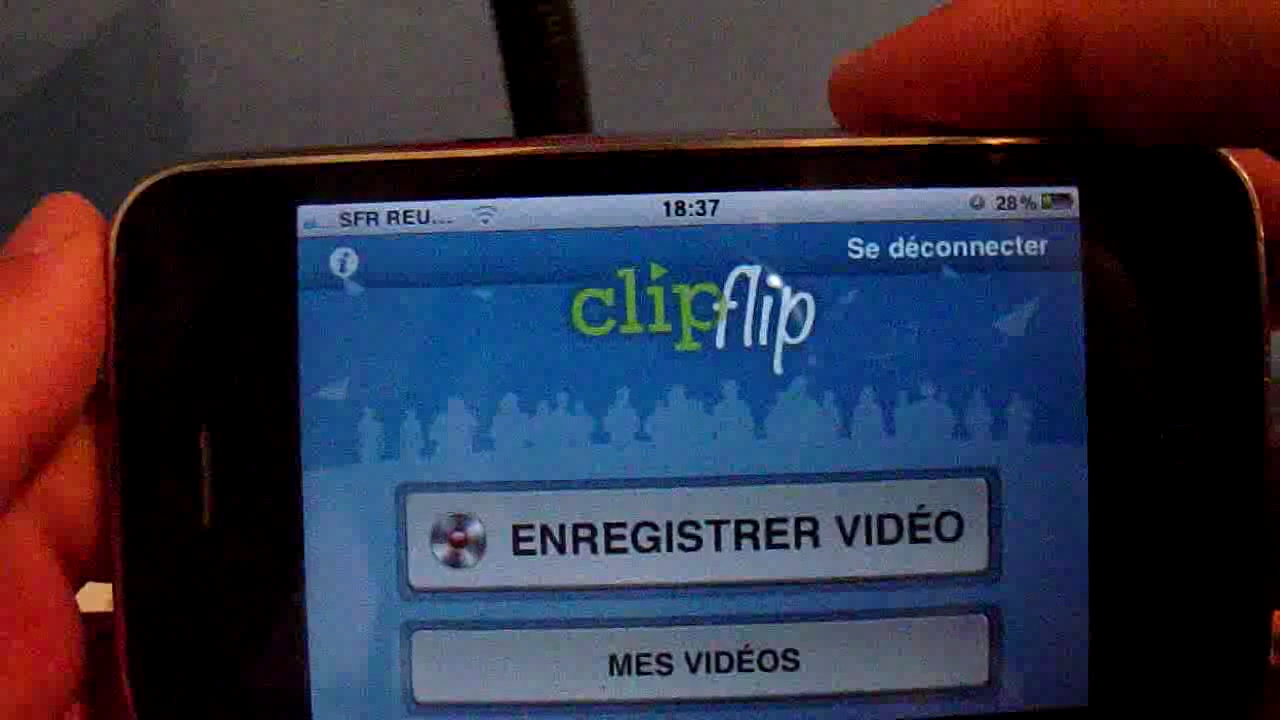 SFR REU... 18:37 28%
Se déconnecter
clipflip
ENREGISTRER VIDÉO
MES VIDÉOS